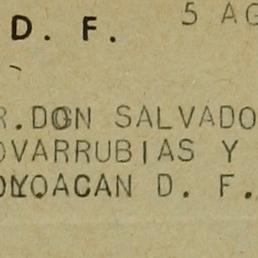 5 AG
D. F.
R.DON SALVADO
OVARRUBIAS Y
OYOACAN D. F.